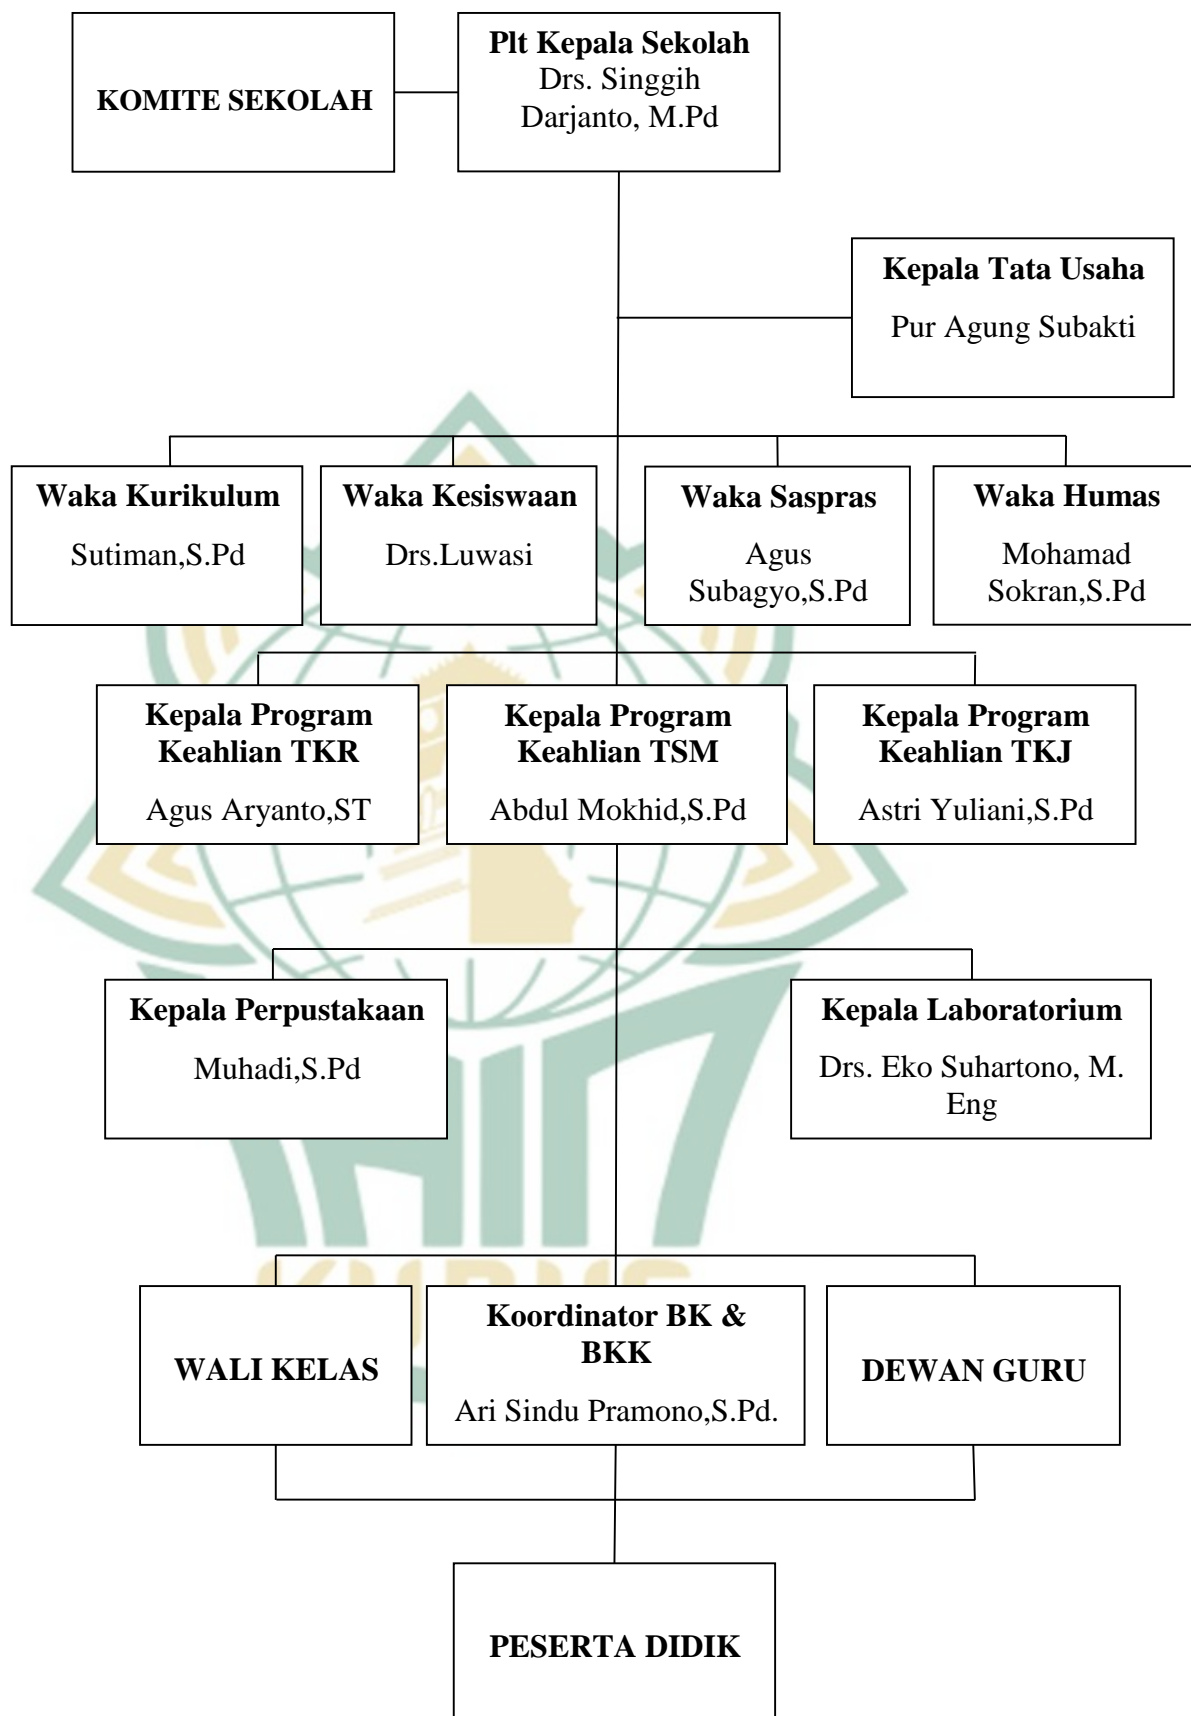 KOMITE SEKOLAH
Plt Kepala Sekolah
Drs. Singgih
Darjanto, M.Pd
Kepala Tata Usaha
Pur Agung Subakti
Waka Kurikulum
Sutiman,S.Pd
Waka Kesiswaan
Drs.Luwasi
Waka Saspras
Agus
Subagyo,S.Pd
Waka Humas
Mohamad
Sokran,S.Pd
Kepala Program
Keahlian TKR
Agus Aryanto,ST
Kepala Program
Keahlian TSM
Abdul Mokhid,S.Pd
Kepala Program
Keahlian TKJ
Astri Yuliani,S.Pd
Kepala Perpustakaan
Muhadi,S.Pd
Kepala Laboratorium
Drs. Eko Suhartono, M.
Eng
WALI KELAS
Koordinator BK &
BKK
Ari Sindu Pramono,S.Pd.
DEWAN GURU
PESERTA DIDIK